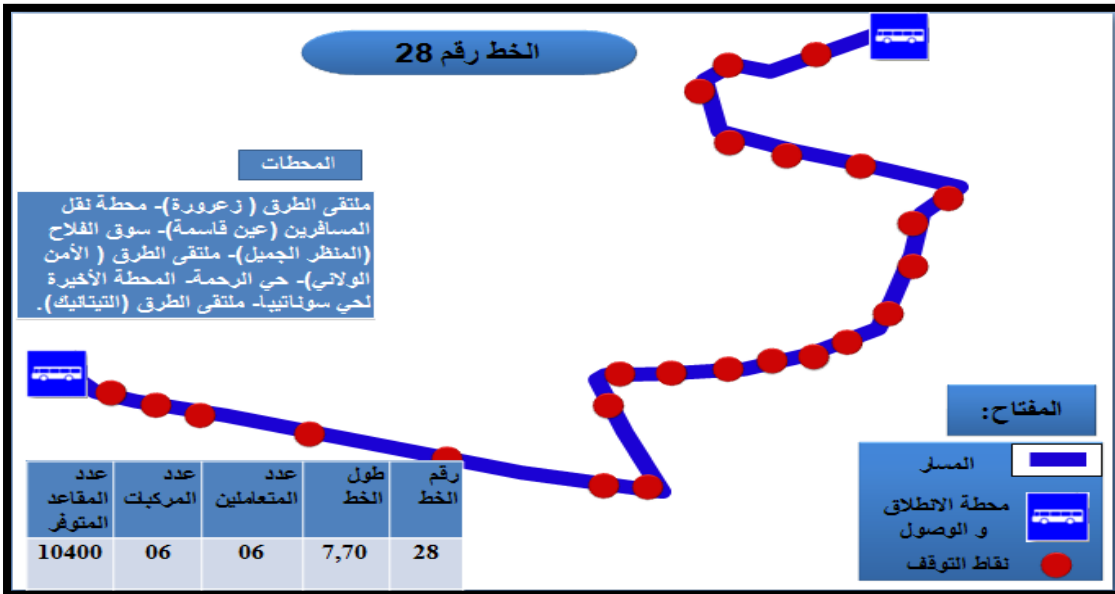 الخط رقم 28
المحطات
ملتقى الطرق ( زعرورة)- محطة نقل
المسافرين (عين قاسمة)- سوق الفلاح
(المنظر الجميل)- ملتقى الطرق ( الأمن
الولائي)- حي الرحمة- المحطة الأخيرة
لحي سوناتيبا- ملتقى الطرق (التيتانيك).
المفتاح:
المسار
محطة الانطلاق
و الوصول
نقاط التوقف
رقم الخط
طول الخط
عدد المتعاملين
عدد المركبات
عدد المقاعد المتوفر
28
7,70
06
06
10400